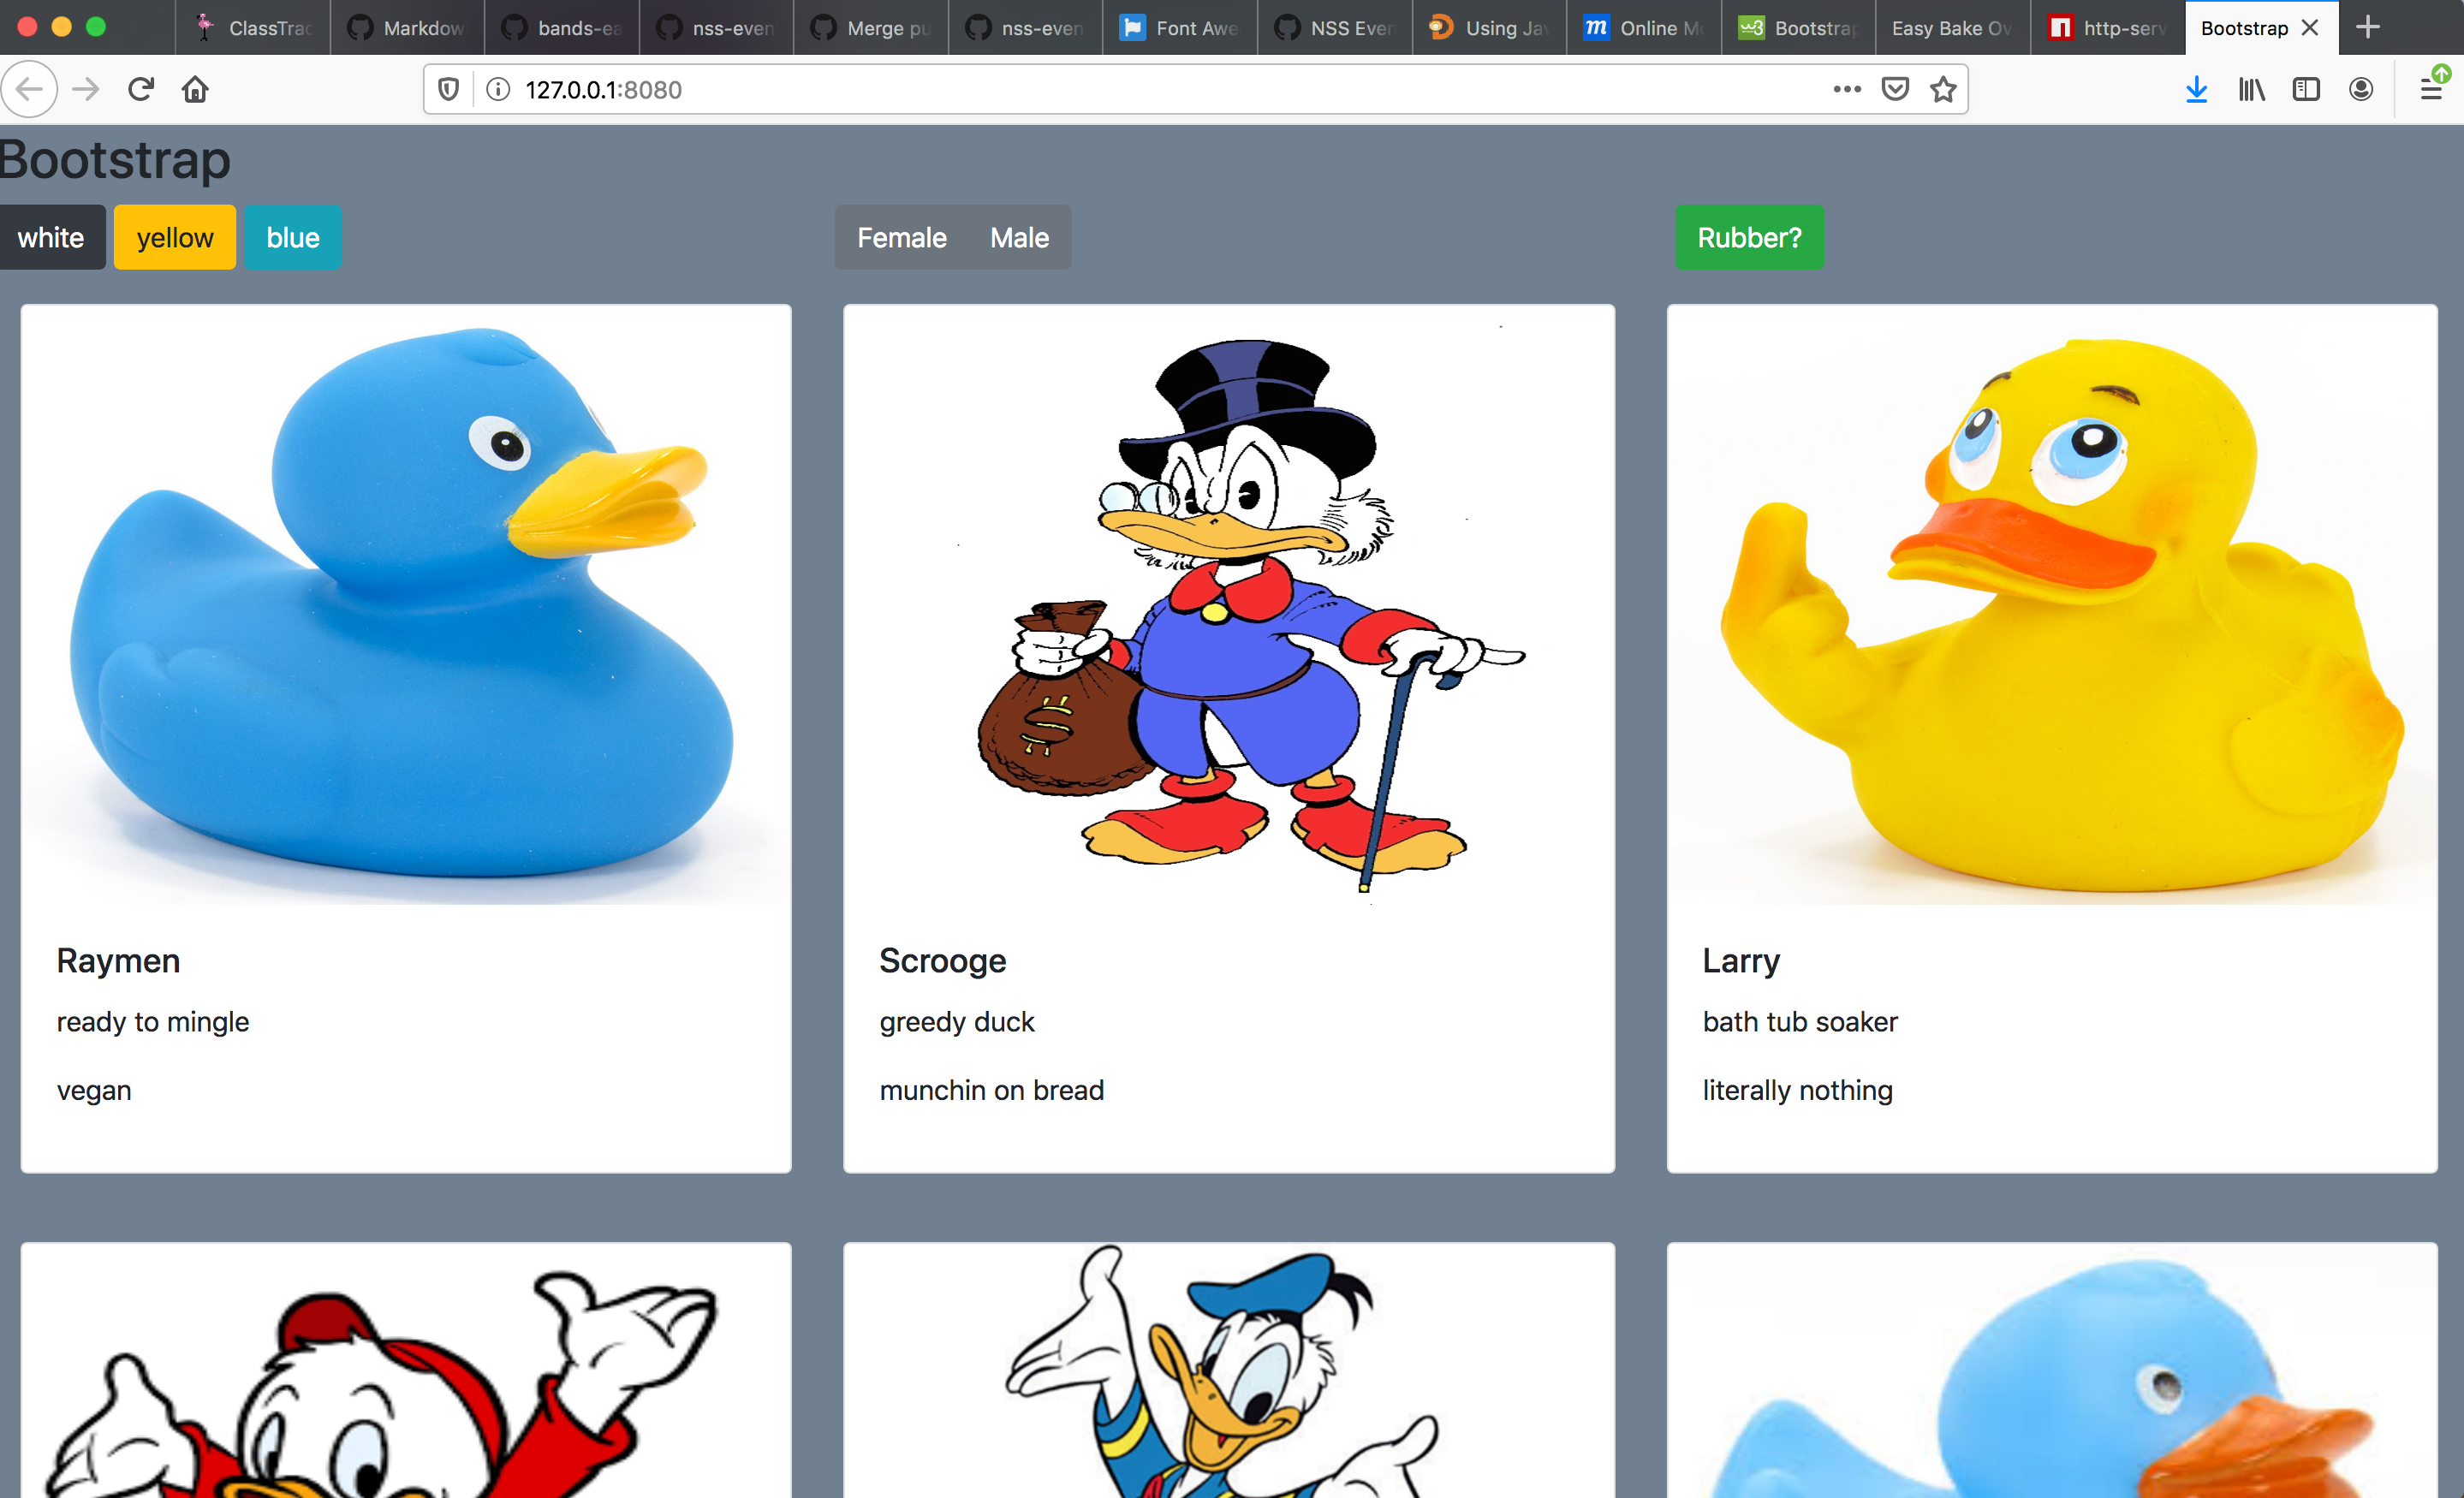 ClassTrac
Markdow
bands-ea
nss-even
Merge pu
nss-even
Font Awe
NSS Even
Using Jav
Online Mo
Bootstrap
Easy Bake Ov
http-serv
Bootstrap
127.0.0.1:8080
Bootstrap
white yellow blue Female Male Rubber?
Raymen
ready to mingle
vegan
Scrooge
greedy duck
munchin on bread
Larry
bath tub soaker
literally nothing